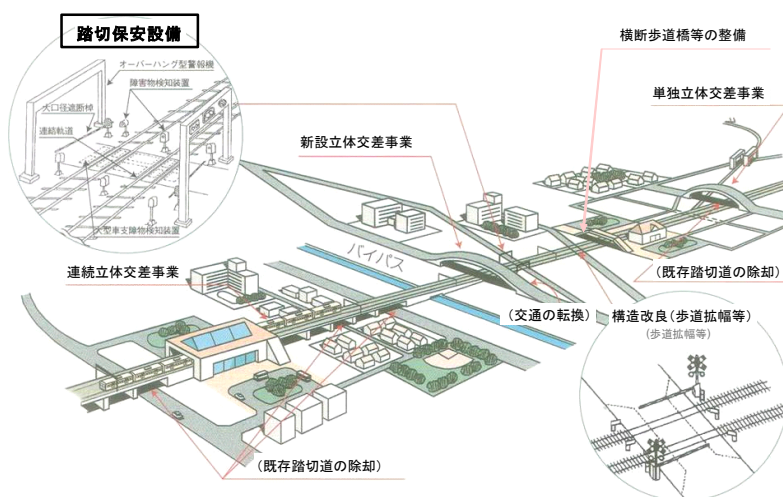 踏切保安設備
オーバーハング型警報機
障害物検知装置
大口径遮断棹
連結軌道
大型車支障物検知装置
横断歩道橋等の整備
単独立体交差事業
新設立体交差事業
バイパス
連続立体交差事業
(既存踏切道の除却)
(交通の転換)
構造改良(歩道拡幅等)
(歩道拡幅等)
(既存踏切道の除却)